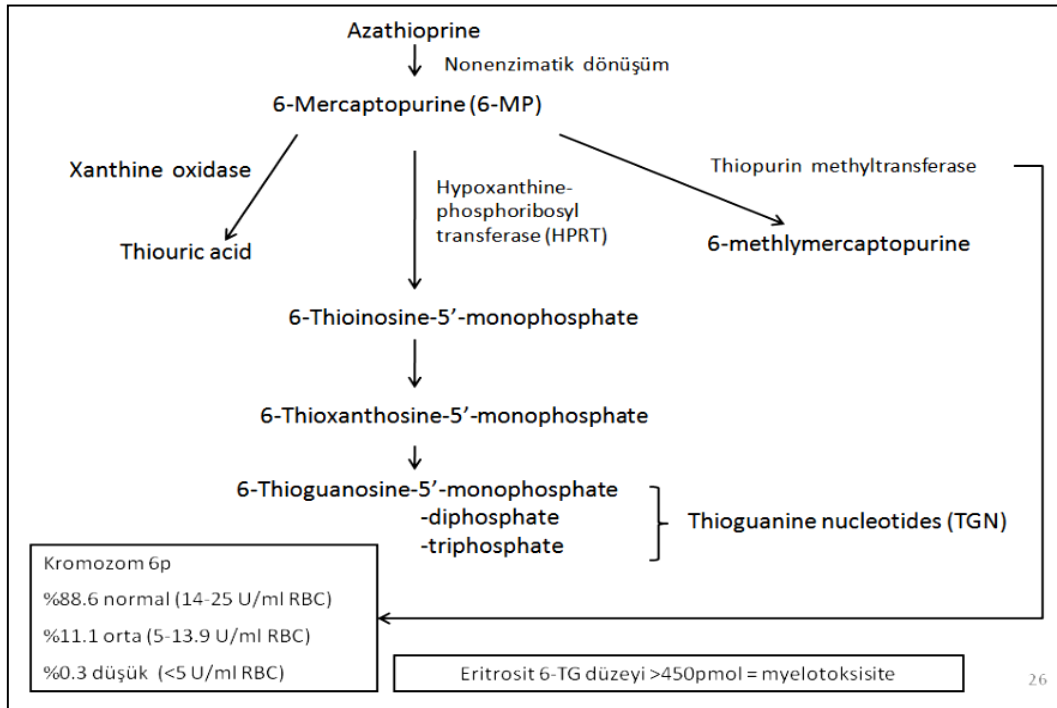 Azathioprine
Nonenzimatik dönüşüm
6-Mercaptopurine (6-MP)
Xanthine oxidase
Thiouric acid
Hypoxanthine-
phosphoribosyl
transferase (HPRT)
Thiopurin methyltransferase
6-methlymercaptopurine
6-Thioinosine-5’-monophosphate
6-Thioxanthosine-5’-monophosphate
6-Thioguanosine-5’-monophosphate
-diphosphate
-triphosphate
Thioguanine nucleotides (TGN)
Kromozom 6p
%88.6 normal (14-25 U/ml RBC)
%11.1 orta (5-13.9 U/ml RBC)
%0.3 düşük (<5 U/ml RBC)
Eritrosit 6-TG düzeyi >450pmol = myelotoksisite
26